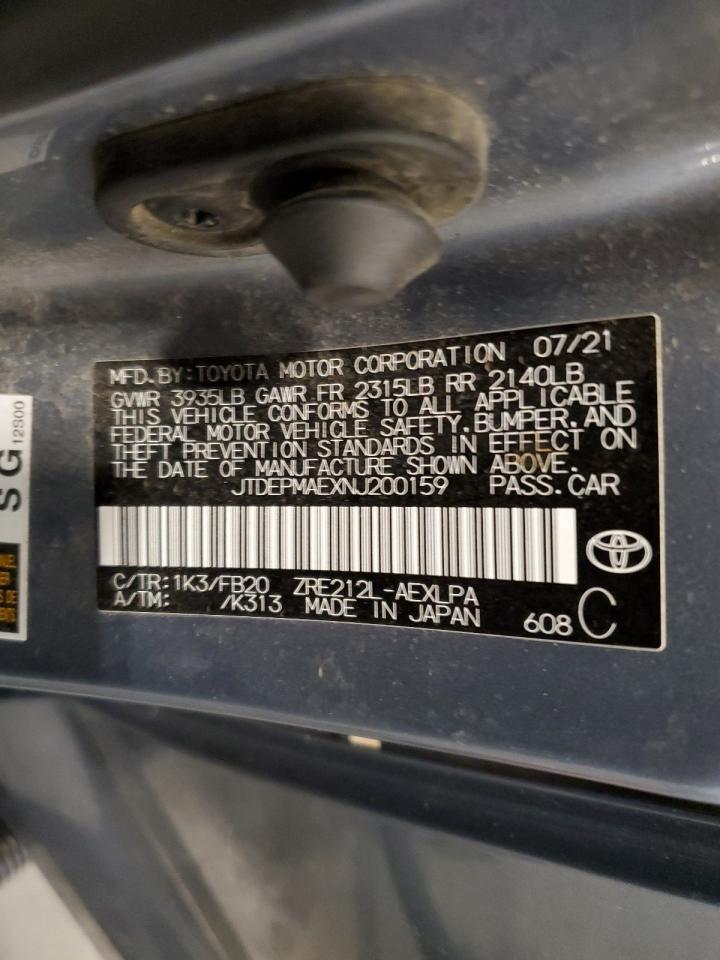 MFD. BY: TOYOTA MOTOR CORPORATION 07/21
GVWR 3935LB GAWR FR 2315LB RR 2140LB
THIS VEHICLE CONFORMS TO ALL APPLICABLE
FEDERAL MOTOR VEHICLE SAFETY, BUMPER, AND
THEFT PREVENTION STANDARDS IN EFFECT ON
THE DATE OF MANUFACTURE SHOWN ABOVE.
JTDEPMAEXNJ200159 PASS.CAR
C/TR: 1K3/FB20 ZRE212L-AEXLPA
A/TM: /K313 MADE IN JAPAN 608 C
SG
12S00